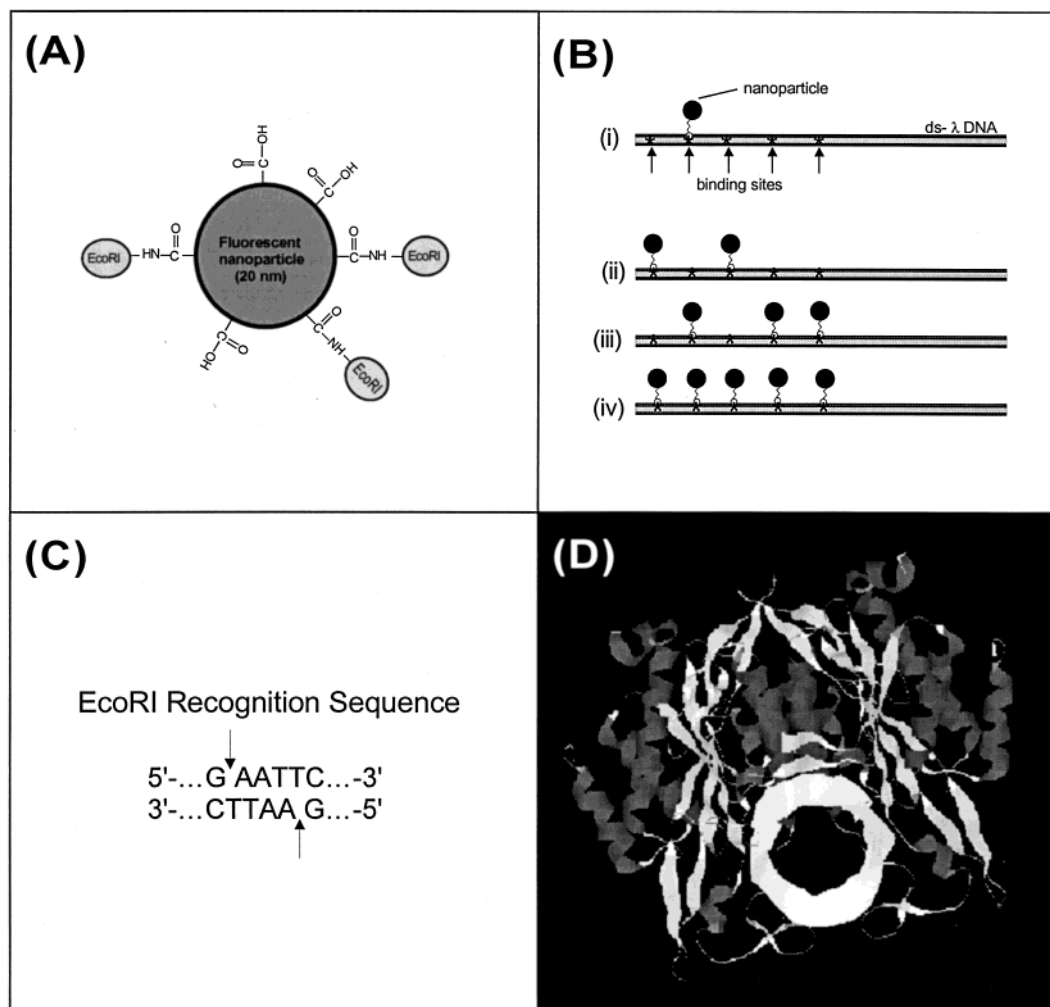 (A)
HO
O
C
O
OH
C
O
C
EcoRI
HN
C
O
Fluorescent
nanoparticle
(20 nm)
C
NH
EcoRI
C
O
HO
C
O
NH
EcoRI
(B)
nanoparticle
ds- λ DNA
(i)
binding sites
(ii)
(iii)
(iv)
(C)
EcoRI Recognition Sequence
5'-...G AATTC...-3'
3'-...CTTAA G...-5'
(D)